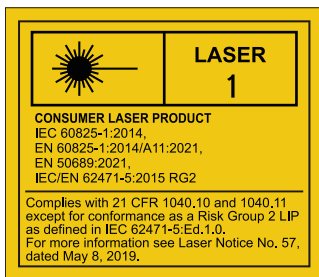 LASER
1
CONSUMER LASER PRODUCT
IEC 60825-1:2014,
EN 60825-1:2014/A11:2021,
EN 50689:2021,
IEC/EN 62471-5:2015 RG2
Complies with 21 CFR 1040.10 and 1040.11
except for conformance as a Risk Group 2 LIP
as defined in IEC 62471-5:Ed.1.0.
For more information see Laser Notice No. 57,
dated May 8, 2019.